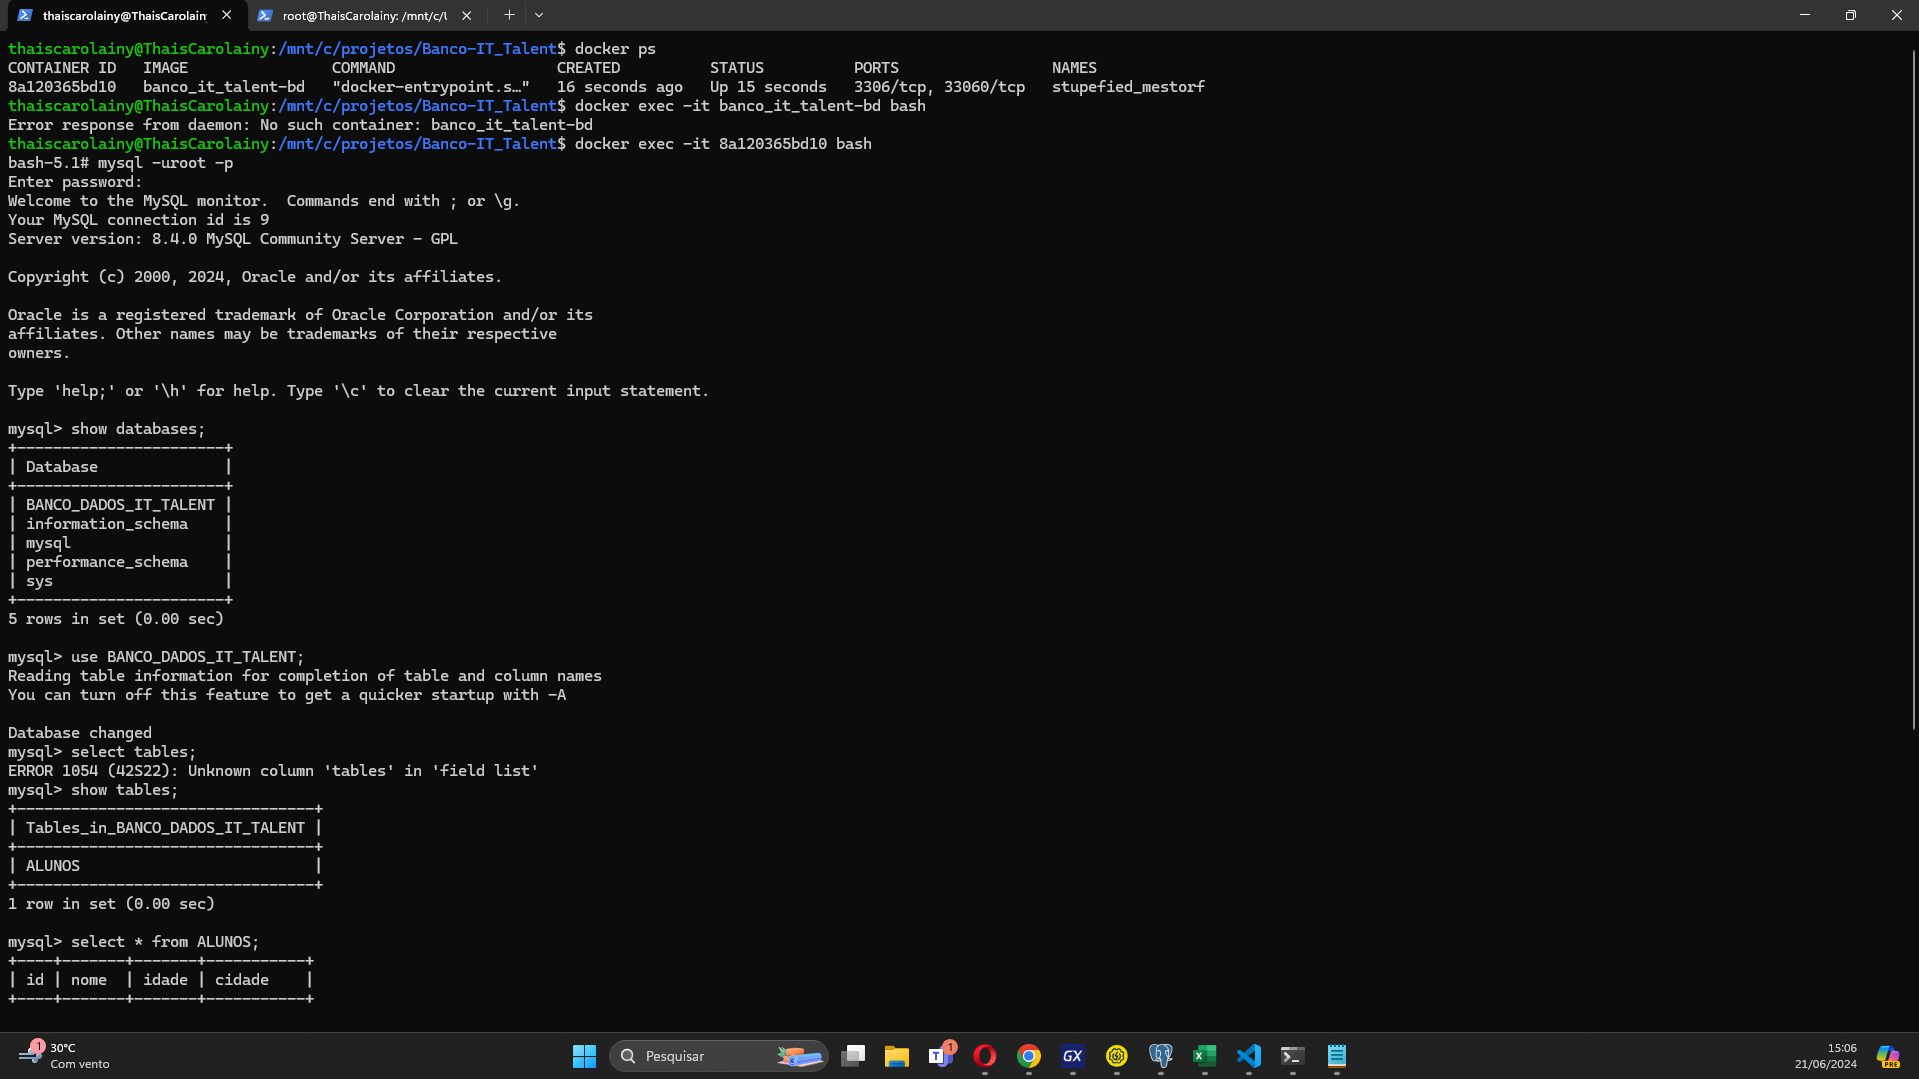 thaiscarolainy@ThaisCarolain
root@ThaisCarolainy: /mnt/c/
thaiscarolainy@ThaisCarolainy:/mnt/c/projetos/Banco-IT_Talent$ docker ps
CONTAINER ID   IMAGE                COMMAND                  CREATED          STATUS          PORTS                 NAMES
8a120365bd10   banco_it_talent-bd   "docker-entrypoint.s…"   16 seconds ago   Up 15 seconds   3306/tcp, 33060/tcp   stupefied_mestorf
thaiscarolainy@ThaisCarolainy:/mnt/c/projetos/Banco-IT_Talent$ docker exec -it banco_it_talent-bd bash
Error response from daemon: No such container: banco_it_talent-bd
thaiscarolainy@ThaisCarolainy:/mnt/c/projetos/Banco-IT_Talent$ docker exec -it 8a120365bd10 bash
bash-5.1# mysql -uroot -p
Enter password:
Welcome to the MySQL monitor.  Commands end with ; or \g.
Your MySQL connection id is 9
Server version: 8.4.0 MySQL Community Server - GPL
Copyright (c) 2000, 2024, Oracle and/or its affiliates.
Oracle is a registered trademark of Oracle Corporation and/or its
affiliates. Other names may be trademarks of their respective
owners.
Type 'help;' or '\h' for help. Type '\c' to clear the current input statement.
mysql> show databases;
+-----------------------+
| Database              |
+-----------------------+
| BANCO_DADOS_IT_TALENT |
| information_schema    |
| mysql                 |
| performance_schema    |
| sys                   |
+-----------------------+
5 rows in set (0.00 sec)
mysql> use BANCO_DADOS_IT_TALENT;
Reading table information for completion of table and column names
You can turn off this feature to get a quicker startup with -A
Database changed
mysql> select tables;
ERROR 1054 (42S22): Unknown column 'tables' in 'field list'
mysql> show tables;
+---------------------------------+
| Tables_in_BANCO_DADOS_IT_TALENT |
+---------------------------------+
| ALUNOS                          |
+---------------------------------+
1 row in set (0.00 sec)
mysql> select * from ALUNOS;
+----+-------+-------+-----------+
| id | nome  | idade | cidade    |
+----+-------+-------+-----------+
1
30°C
Com vento
Pesquisar
T
1
GX
X
15:06
21/06/2024
PRE